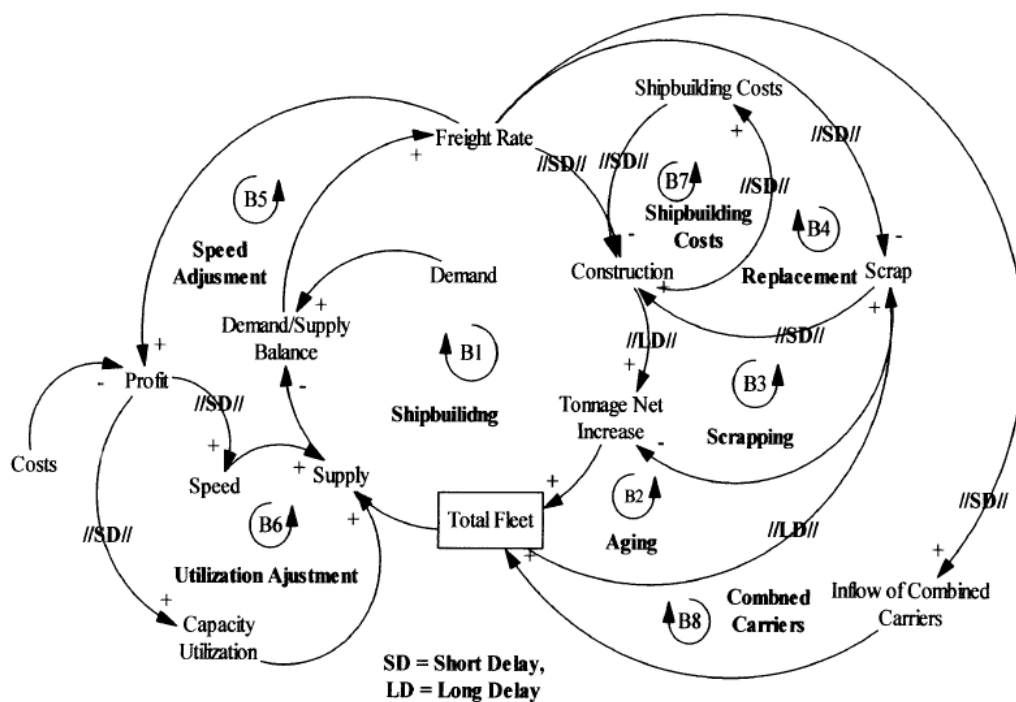 Shipbuilding Costs
+
//SD//
Freight Rate
+
//SD//
//SD//
B7
//SD//
Shipbuilding
Costs
B4
Replacement
-
Construction
+
-
Scrap
+
B5
Speed
Adjusment
Demand
+
Demand/Supply
Balance
-
B1
Shipbuilidng
//LD//
+
//SD//
B3
Scrapping
Tonnage Net
Increase
-
+
+
-
Profit
//SD//
+
Costs
Speed
+
Supply
+
B6
Utilization Ajustment
//SD//
+
Capacity
Utilization
Total Fleet
+
+
B2
Aging
//LD//
//SD//
+
Inflow of Combined
Carriers
B8
Combned
Carriers
SD = Short Delay,
LD = Long Delay